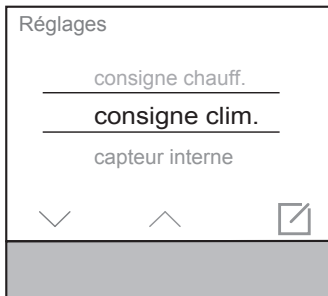 Réglages
consigne chauff.
consigne clim.
capteur interne